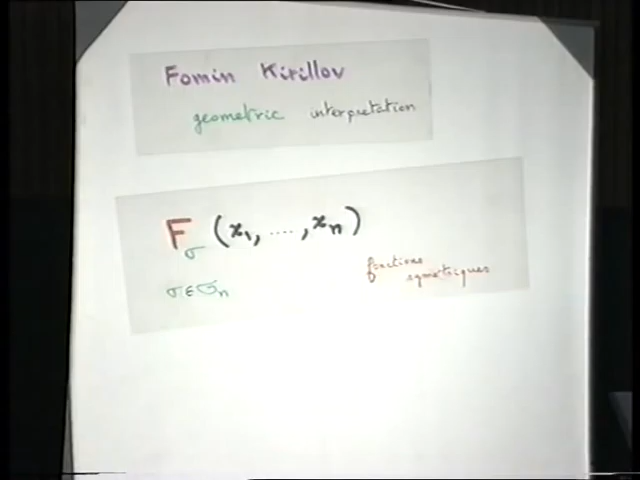 Fomin Kirillov
geometric interpretation
F_σ (x₁, ...., xₙ)
σ ∈ 𝔖ₙ
fonctions
symétriques